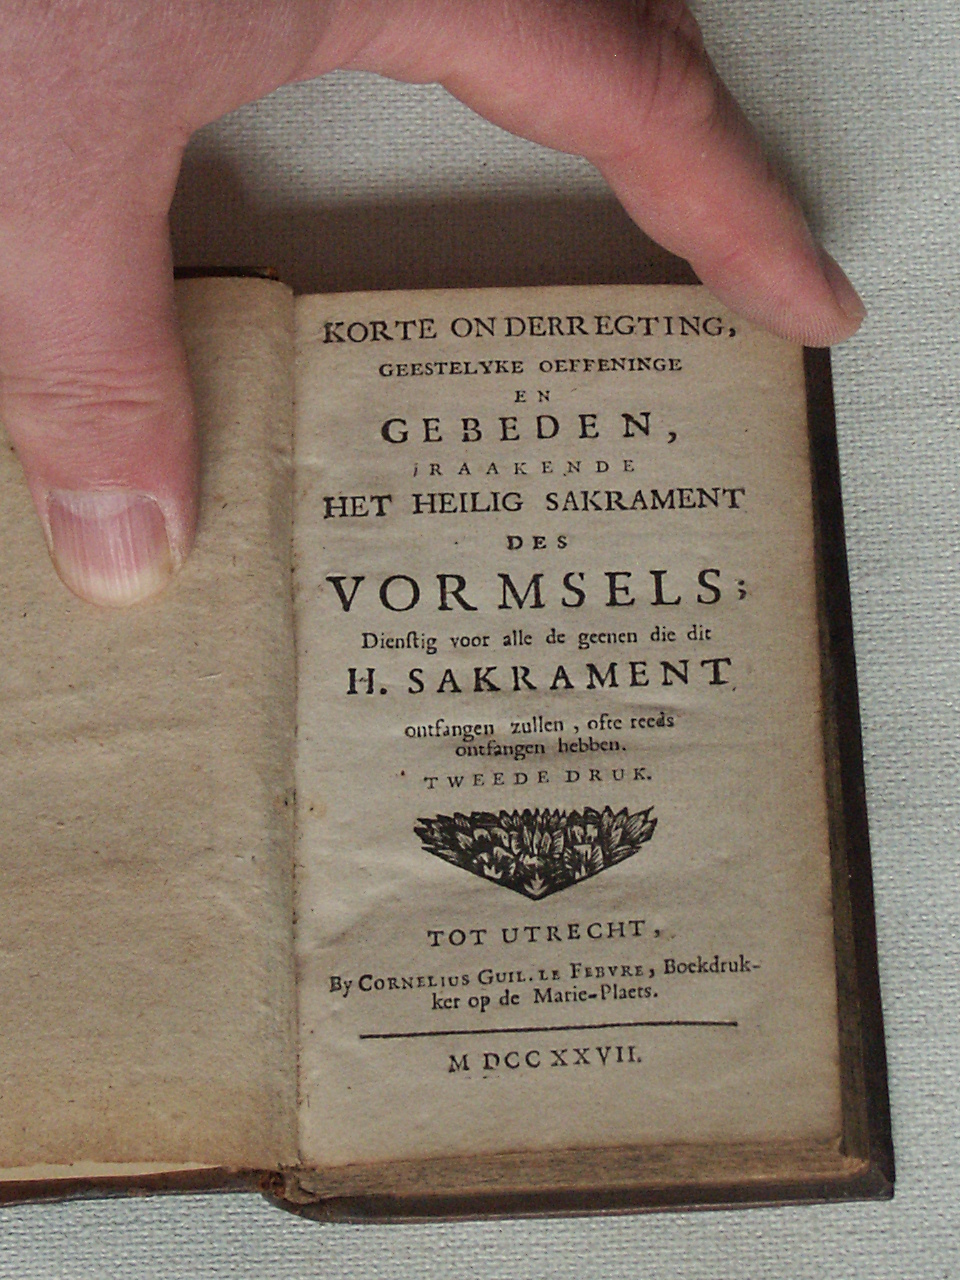 KORTE ONDERREGTING,
GEESTELYKE OEFFENINGE
EN
GEBEDEN,
RAAKENDE
HET HEILIG SAKRAMENT
DES
VORMSELS;
Dienſtig voor alle de geenen die dit
H. SAKRAMENT
ontfangen zullen, ofte reeds
ontfangen hebben.
TWEEDE DRUK.
TOT UTRECHT,
By CORNELIUS GUIL. LE FEBVRE, Boekdruk-
ker op de Marie-Plaets.
M DCC XXVII.